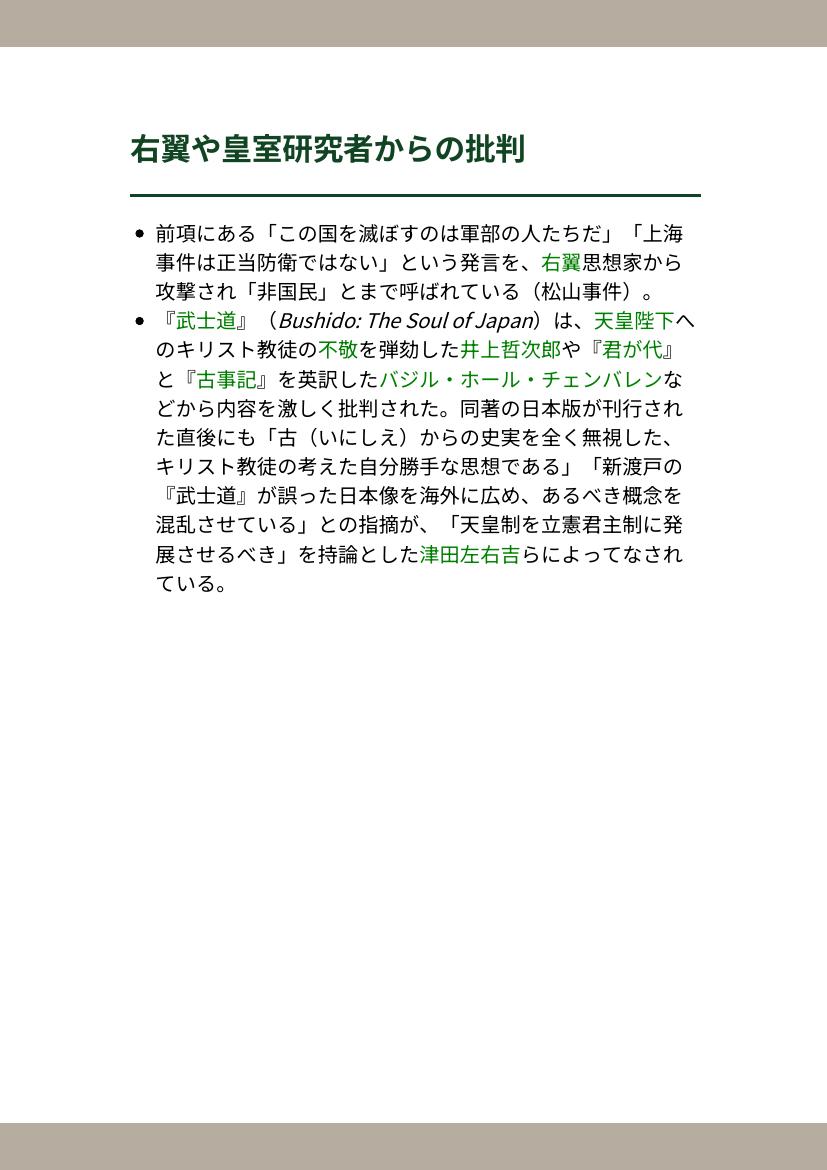 右翼や皇室研究者からの批判
• 前項にある「この国を滅ぼすのは軍部の人たちだ」「上海
事件は正当防衛ではない」という発言を、右翼思想家から
攻撃され「非国民」とまで呼ばれている（松山事件）。
• 『武士道』（Bushido: The Soul of Japan）は、天皇陛下へ
のキリスト教徒の不敬を弾劾した井上哲次郎や『君が代』
と『古事記』を英訳したバジル・ホール・チェンバレンな
どから内容を激しく批判された。同著の日本版が刊行され
た直後にも「古（いにしえ）からの史実を全く無視した、
キリスト教徒の考えた自分勝手な思想である」「新渡戸の
『武士道』が誤った日本像を海外に広め、あるべき概念を
混乱させている」との指摘が、「天皇制を立憲君主制に発
展させるべき」を持論とした津田左右吉らによってなされ
ている。